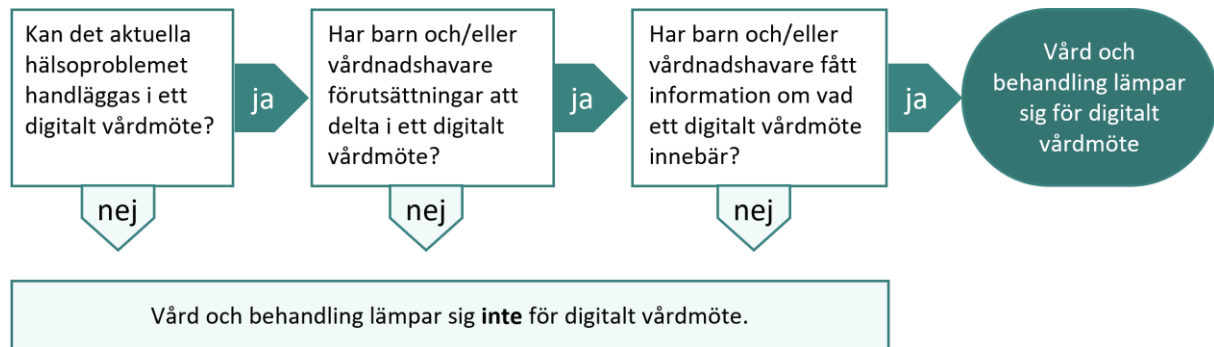 Kan det aktuella
hälsoproblemet
handläggas i ett
digitalt vårdmöte?
ja
Har barn och/eller
vårdnadshavare
förutsättningar att
delta i ett digitalt
vårdmöte?
ja
Har barn och/eller
vårdnadshavare fått
information om vad
ett digitalt vårdmöte
innebär?
ja
Vård och
behandling lämpar
sig för digitalt
vårdmöte
nej
nej
nej
Vård och behandling lämpar sig inte för digitalt vårdmöte.